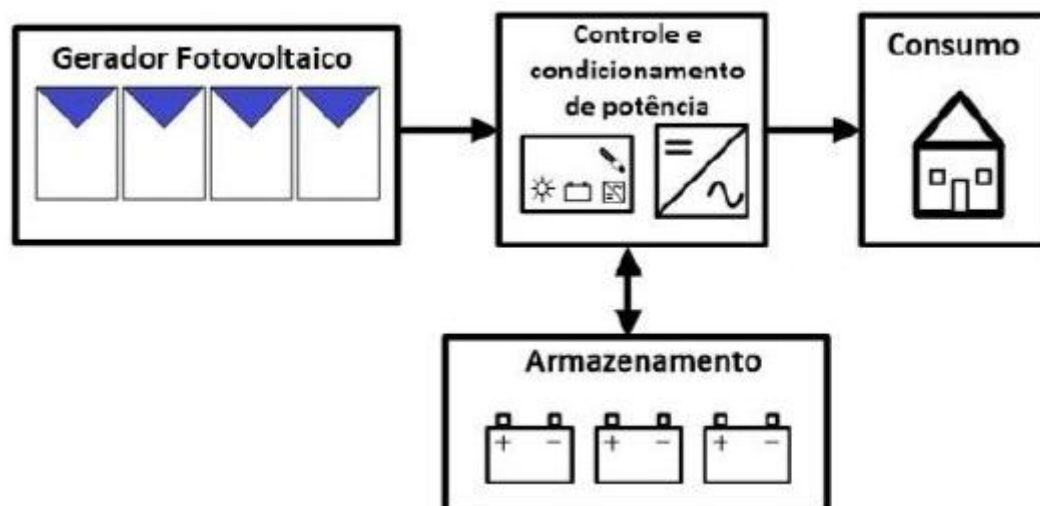 Gerador Fotovoltaico
Controle e
condicionamento
de potência
Consumo
Armazenamento
+ −
+ −
+ −